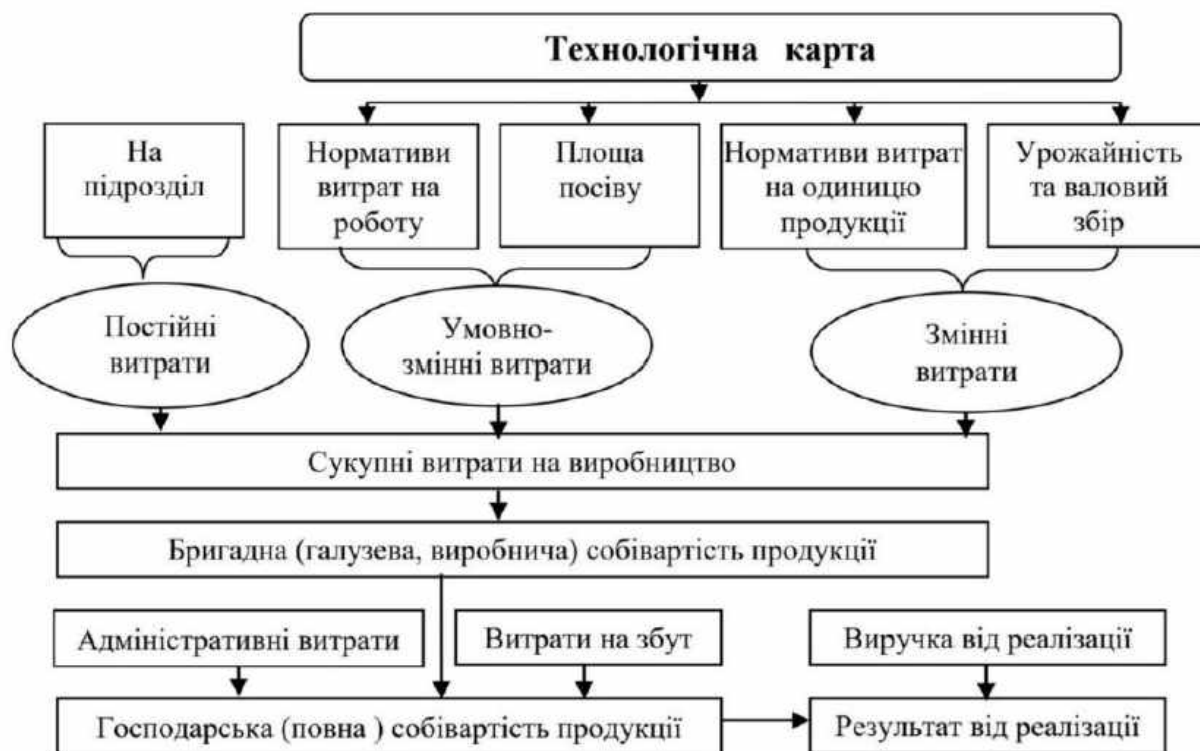 Технологічна карта
На
підрозділ
Нормативи
витрат на
роботу
Площа
посіву
Нормативи витрат
на одиницю
продукції
Урожайність
та валовий
збір
Постійні
витрати
Умовно-
змінні витрати
Змінні
витрати
Сукупні витрати на виробництво
Бригадна (галузева, виробнича) собівартість продукції
Адміністративні витрати
Витрати на збут
Виручка від реалізації
Господарська (повна ) собівартість продукції
Результат від реалізації